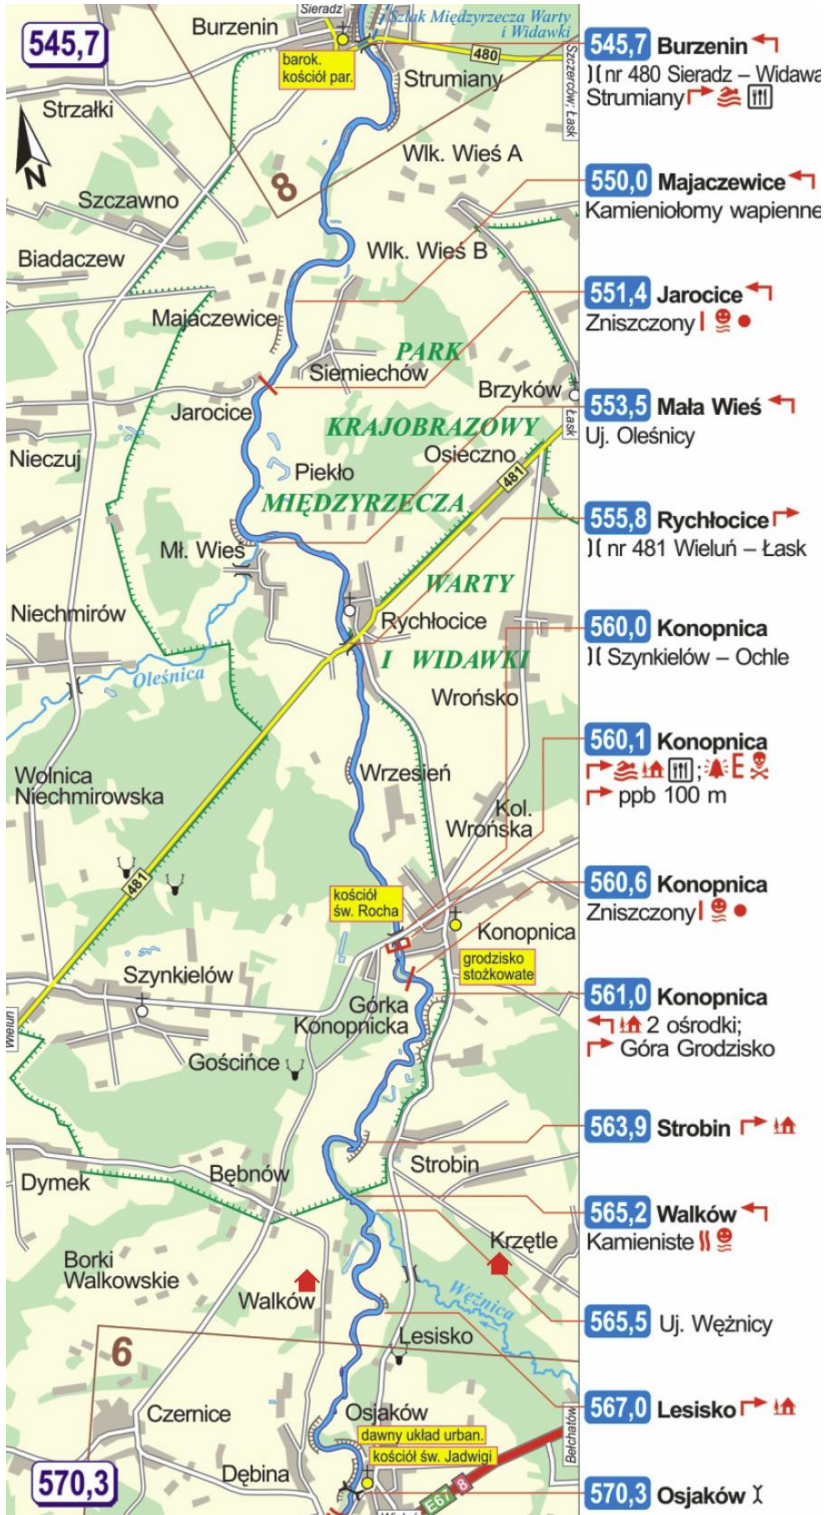 545,7
Burzenin
Sieradz
Szlak Międzyrzecza Warty
i Widawki
barok.
kościół par.
480
Strumiany
Szczerców; Łask
Strzałki
N
8
Wlk. Wieś A
Szczawno
Wlk. Wieś B
Biadaczew
Majaczewice
Siemiechów
PARK
Jarocice
Brzyków
KRAJOBRAZOWY
Łask
Nieczuj
Osieczno
Piekło
481
MIĘDZYRZECZA
Mł. Wieś
WARTY
Niechmirów
Rychłocice
I WIDAWKI
Oleśnica
Wrońsko
Wolnica
Niechmirowska
Wrzesień
Kol.
Wrońska
481
kościół
św. Rocha
Konopnica
grodzisko
stożkowate
Szynkielów
Górka
Konopnicka
Wieluń
Gościńce
Strobin
Dymek
Bębnów
Krzętle
Borki
Walkowskie
Walków
Wężnica
Lesisko
6
Czernice
Osjaków
dawny układ urban.
kościół św. Jadwigi
Bełchatów
Dębina
570,3
E67
8
545,7 Burzenin
nr 480 Sieradz – Widawa
Strumiany
550,0 Majaczewice
Kamieniołomy wapienne
551,4 Jarocice
Zniszczony
553,5 Mała Wieś
Uj. Oleśnicy
555,8 Rychłocice
nr 481 Wieluń – Łask
560,0 Konopnica
Szynkielów – Ochle
560,1 Konopnica
; E
ppb 100 m
560,6 Konopnica
Zniszczony
561,0 Konopnica
2 ośrodki;
Góra Grodzisko
563,9 Strobin
565,2 Walków
Kamieniste
565,5 Uj. Wężnicy
567,0 Lesisko
570,3 Osjaków